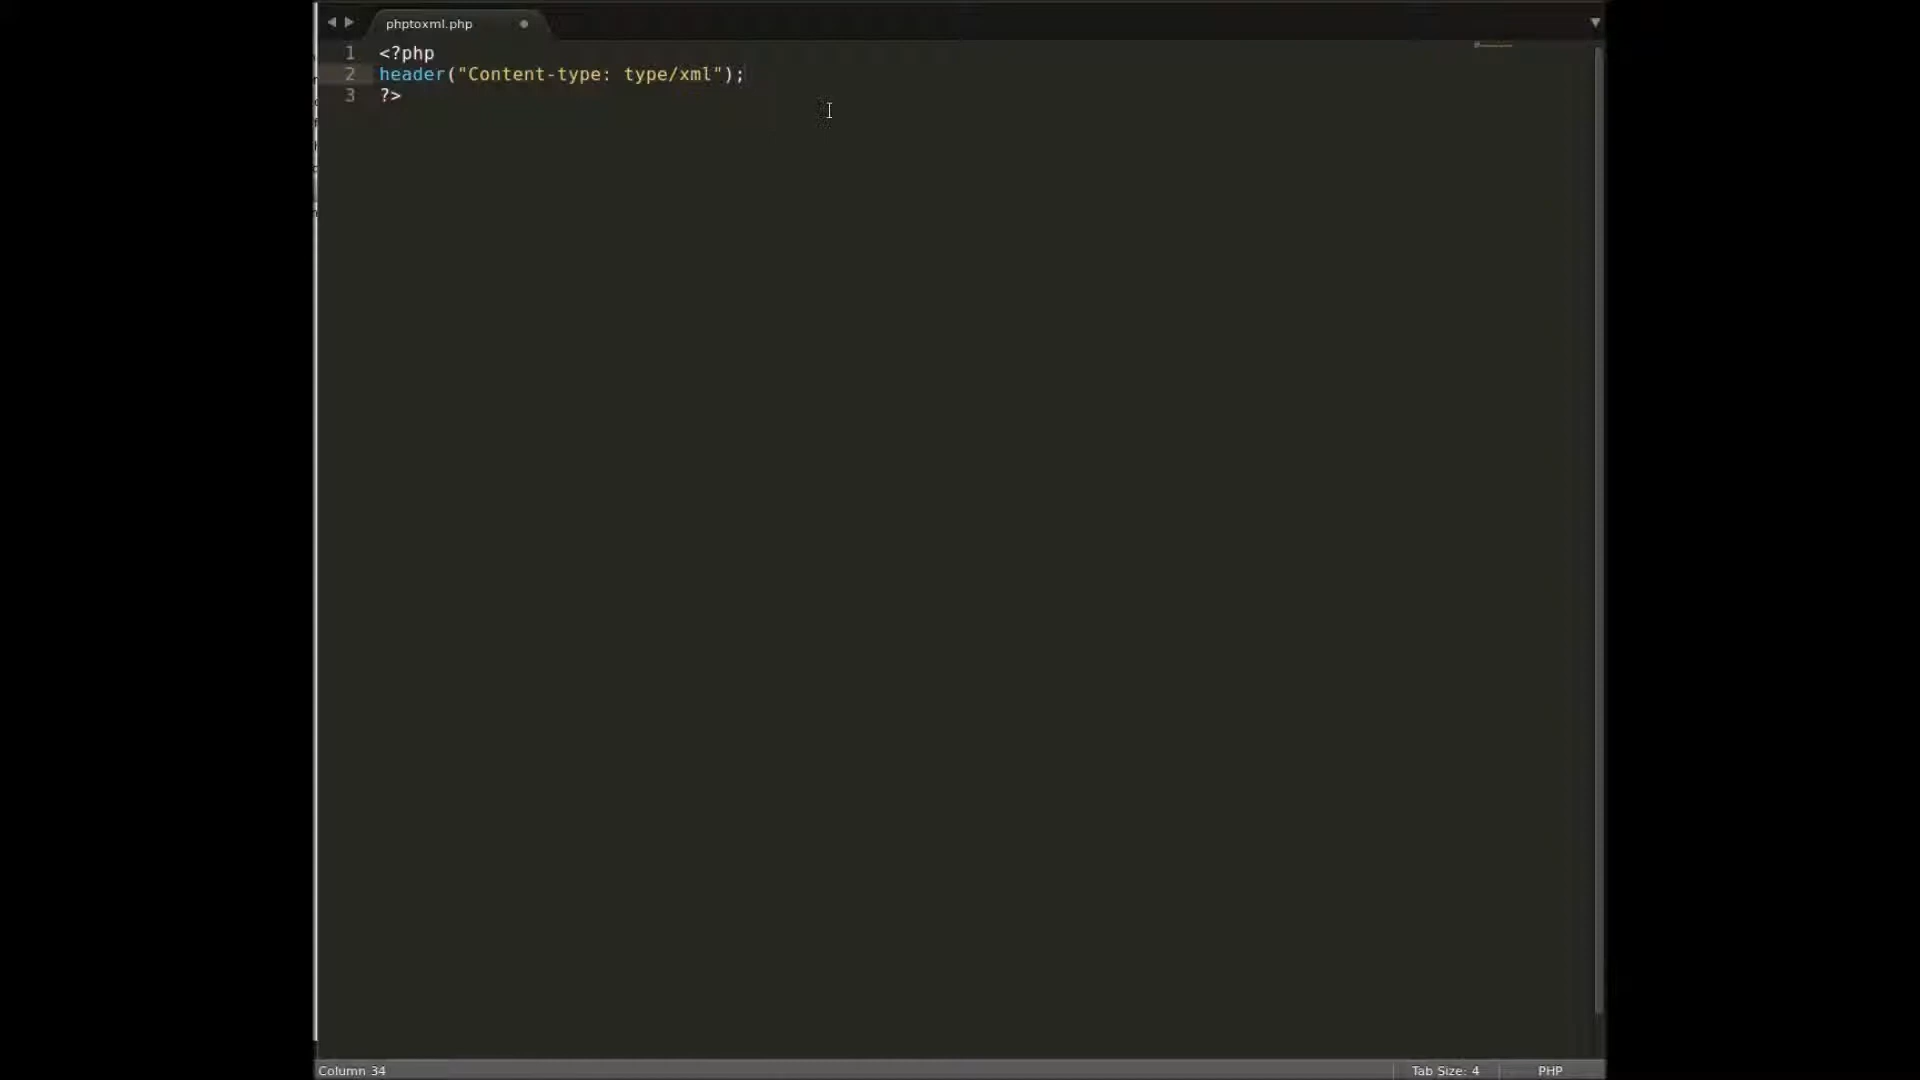 phptoxml.php
1 <?php
2 header("Content-type: type/xml");
3 ?>
Column 34 Tab Size: 4 PHP